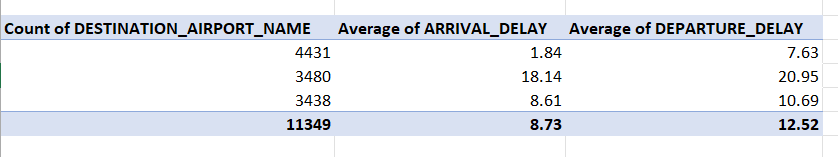 Count of DESTINATION_AIRPORT_NAME Average of ARRIVAL_DELAY Average of DEPARTURE_DELAY
4431 1.84 7.63
3480 18.14 20.95
3438 8.61 10.69
11349 8.73 12.52